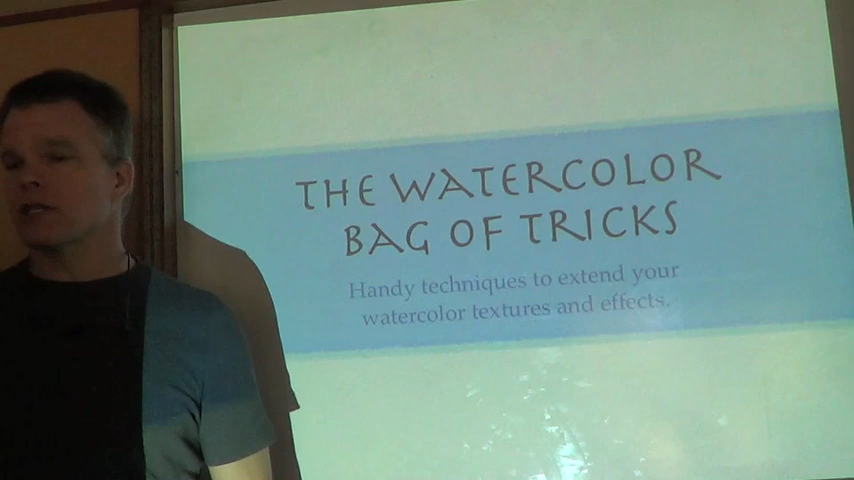 THE WATERCOLOR
BAG OF TRICKS
Handy techniques to extend your
watercolor textures and effects.